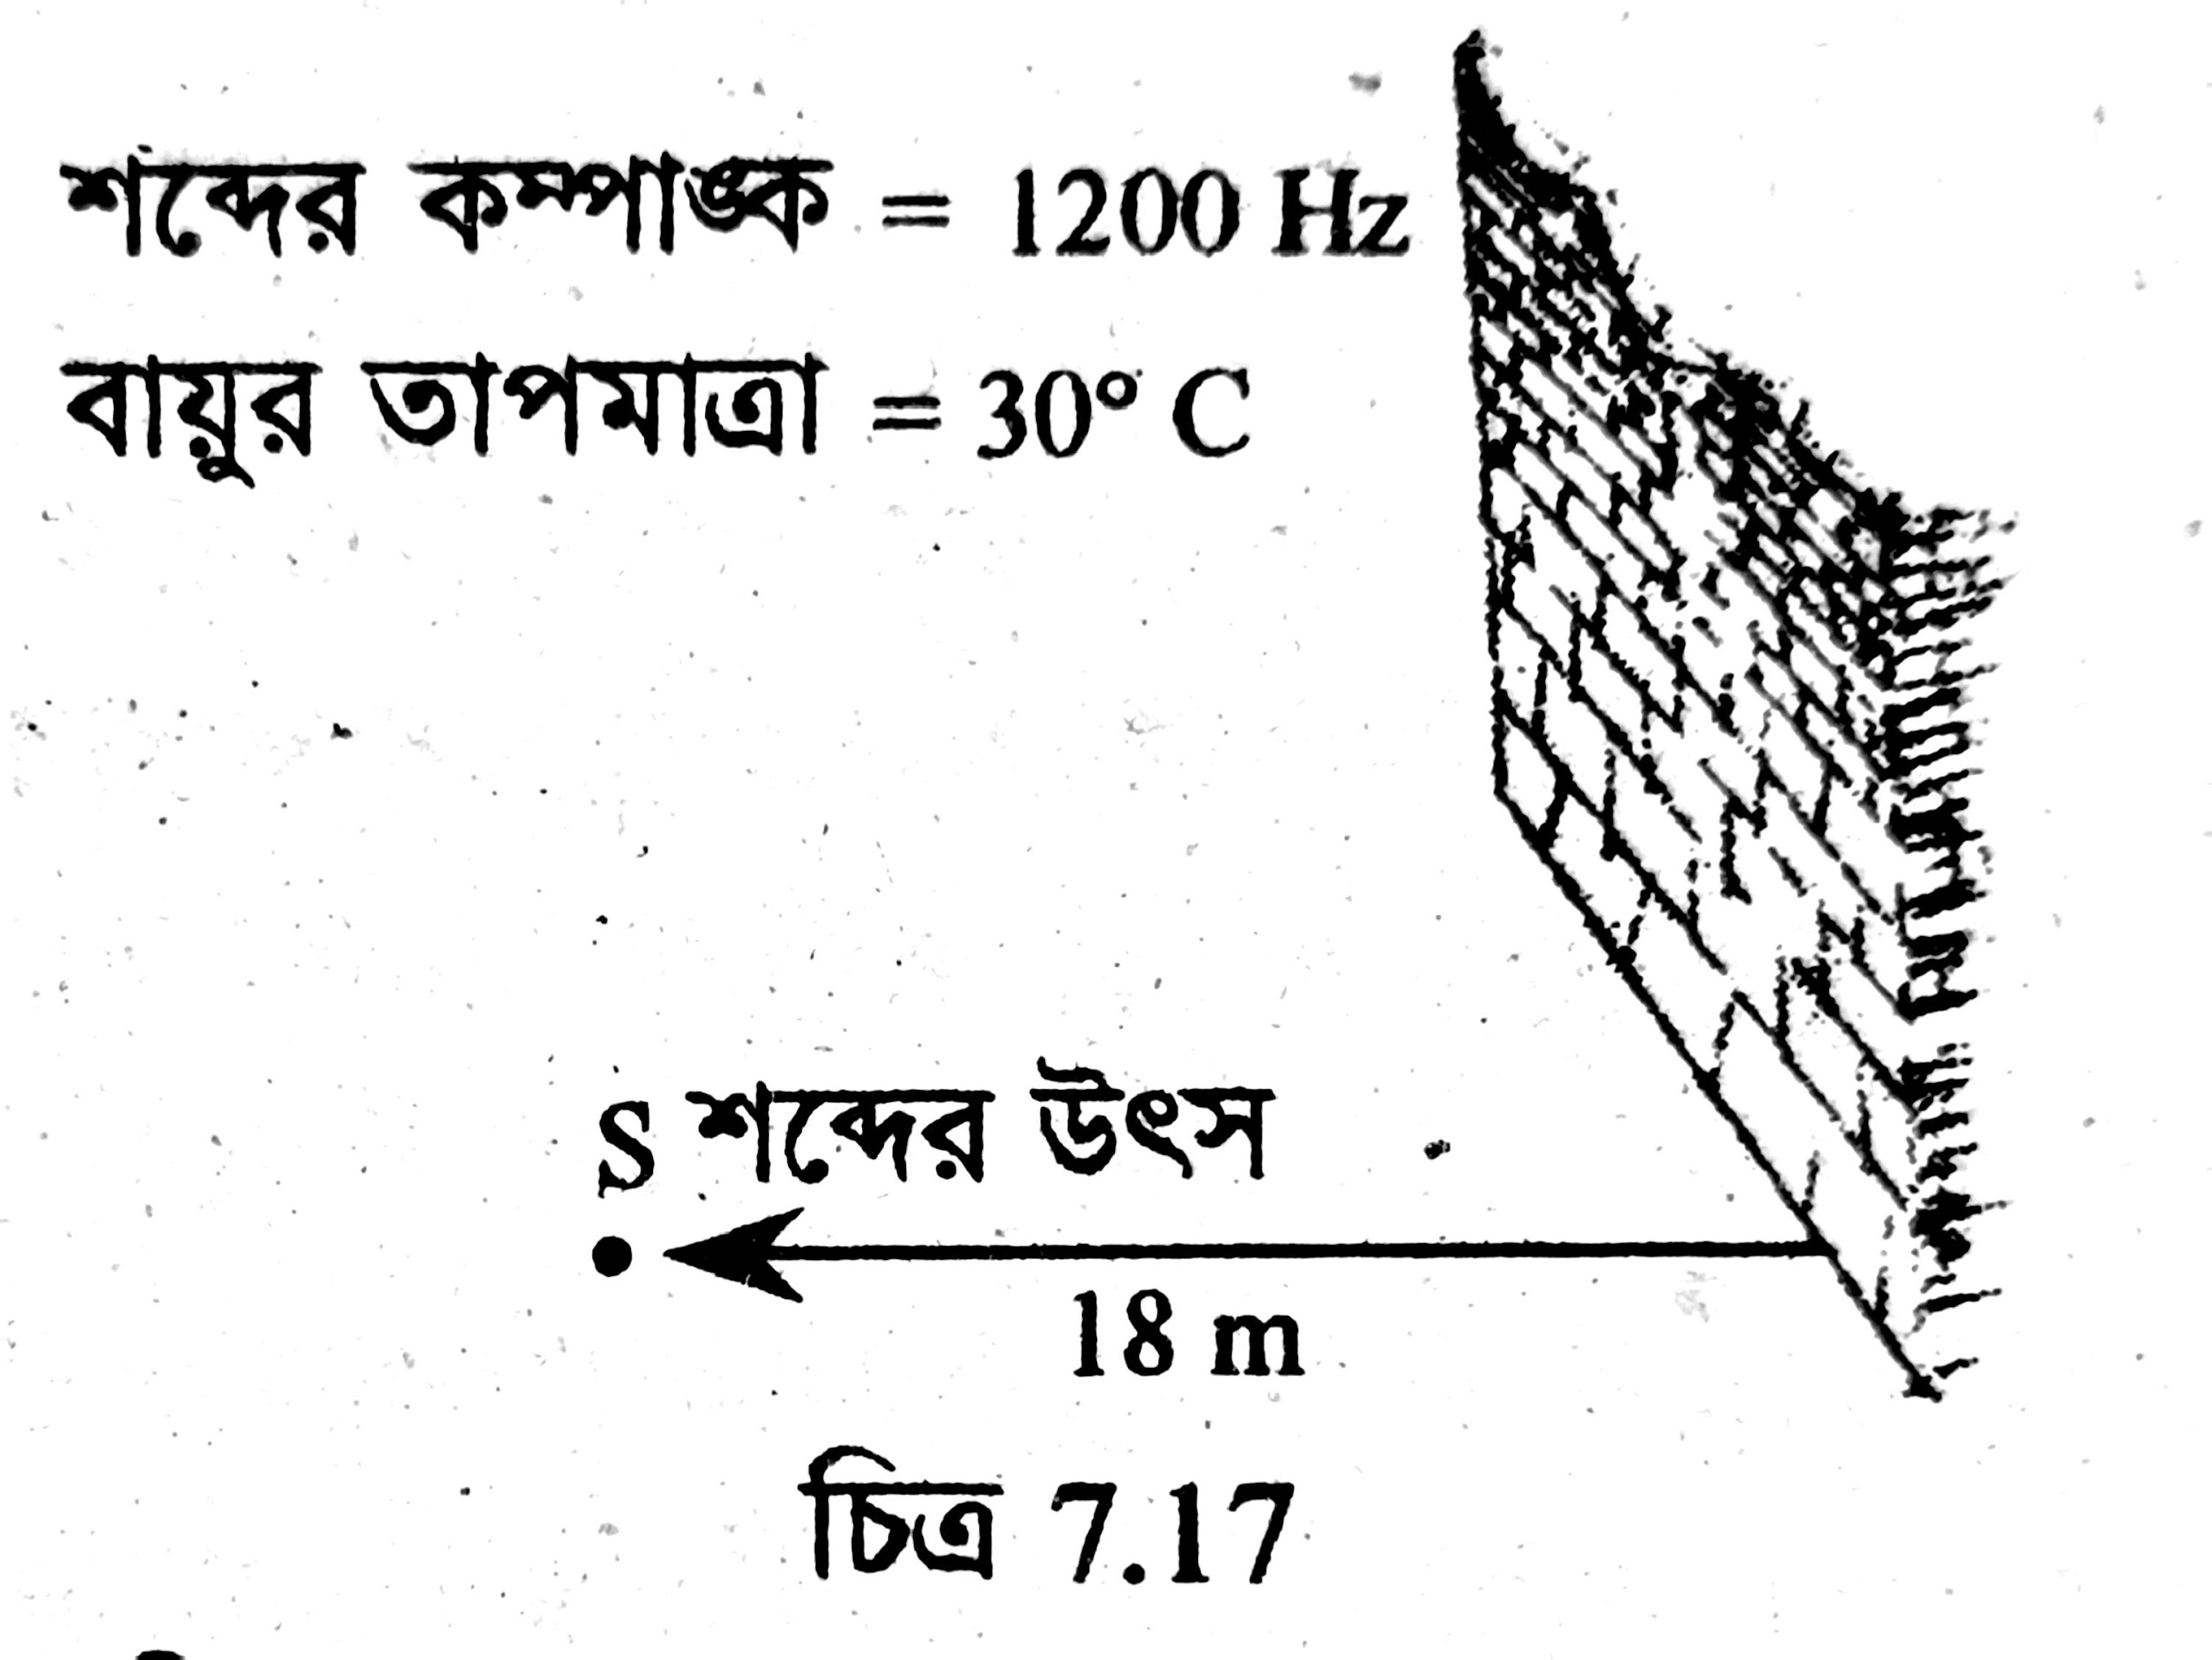 শব্দের কম্পাঙ্ক = 1200 Hz
বায়ুর তাপমাত্রা = 30° C
S শব্দের উৎস
18 m
চিত্র 7.17